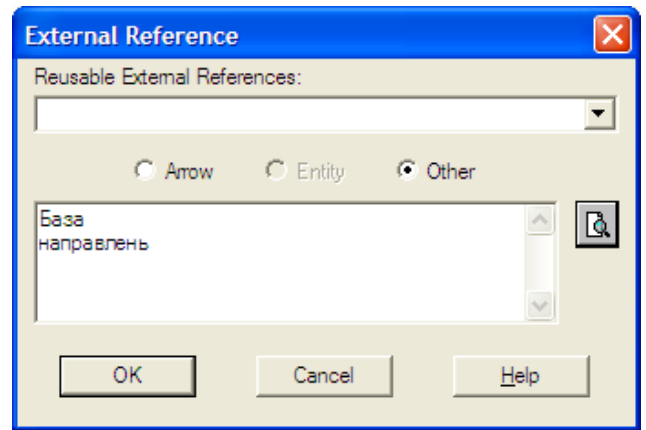 External Reference
Reusable External References:
Arrow Entity Other
База
направлень
OK Cancel Help